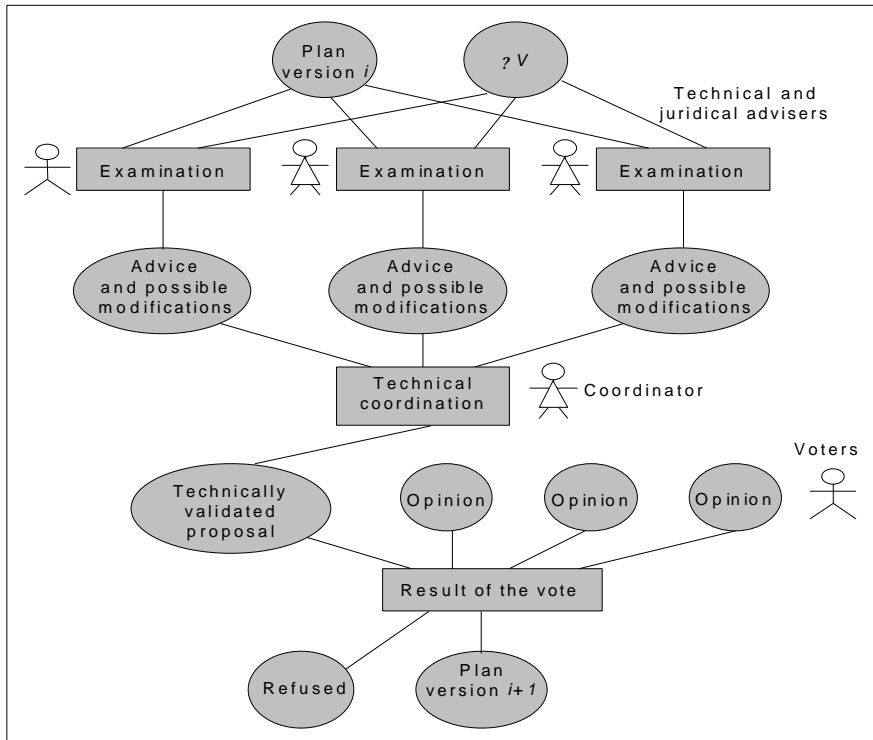 Plan
version i
? V
Technical and
juridical advisers
Examination
Examination
Examination
Advice
and possible
modifications
Advice
and possible
modifications
Advice
and possible
modifications
Technical
coordination
Coordinator
Voters
Technically
validated
proposal
Opinion
Opinion
Opinion
Result of the vote
Refused
Plan
version i+1